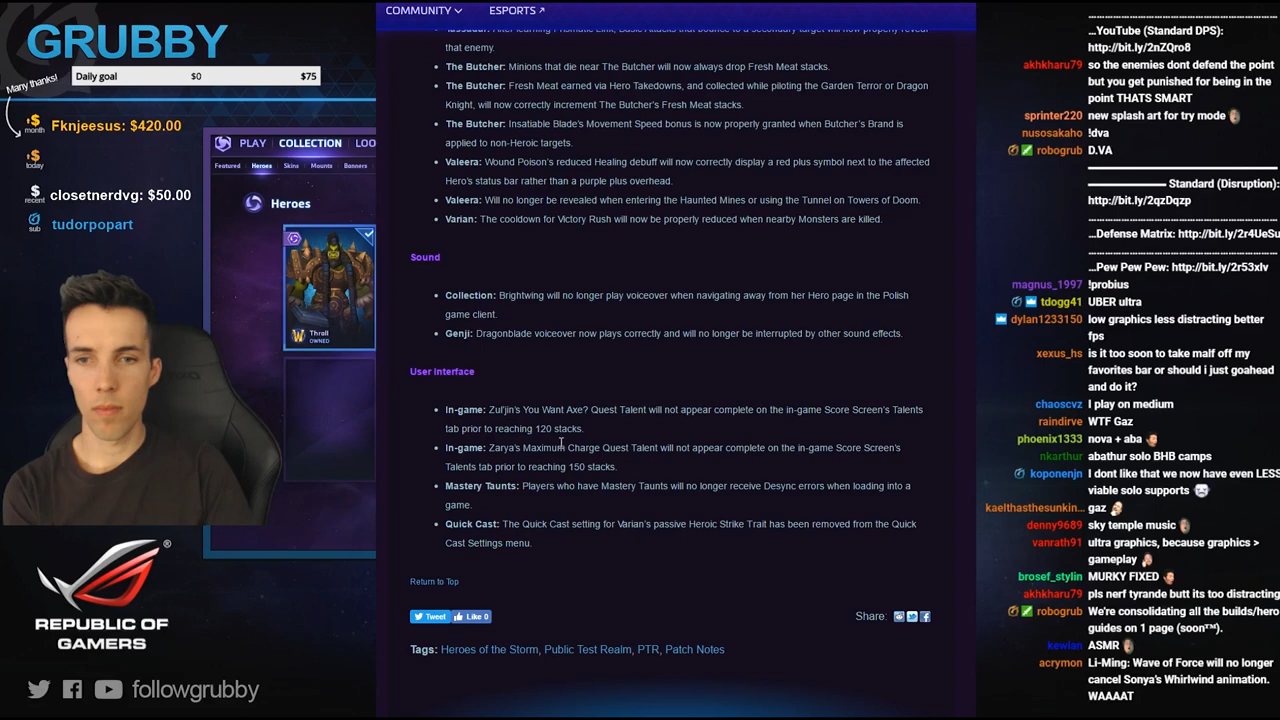 GRUBBY
Many thanks!
Daily goal $0 $75
month Fknjeesus: $420.00
today
recent closetnerdvg: $50.00
sub tudorpopart
PLAY COLLECTION LOO
Featured Heroes Skins Mounts Banners
Heroes
Thrall
OWNED
REPUBLIC OF
GAMERS
followgrubby
COMMUNITY ESPORTS
that enemy.
The Butcher: Minions that die near The Butcher will now always drop Fresh Meat stacks.
The Butcher: Fresh Meat earned via Hero Takedowns, and collected while piloting the Garden Terror or Dragon
Knight, will now correctly increment The Butcher's Fresh Meat stacks.
The Butcher: Insatiable Blade's Movement Speed bonus is now properly granted when Butcher's Brand is
applied to non-Heroic targets.
Valeera: Wound Poison's reduced Healing debuff will now correctly display a red plus symbol next to the affected
Hero's status bar rather than a purple plus overhead.
Valeera: Will no longer be revealed when entering the Haunted Mines or using the Tunnel on Towers of Doom.
Varian: The cooldown for Victory Rush will now be properly reduced when nearby Monsters are killed.
Sound
Collection: Brightwing will no longer play voiceover when navigating away from her Hero page in the Polish
game client.
Genji: Dragonblade voiceover now plays correctly and will no longer be interrupted by other sound effects.
User Interface
In-game: Zul'jin's You Want Axe? Quest Talent will not appear complete on the in-game Score Screen's Talents
tab prior to reaching 120 stacks.
In-game: Zarya's Maximum Charge Quest Talent will not appear complete on the in-game Score Screen's
Talents tab prior to reaching 150 stacks.
Mastery Taunts: Players who have Mastery Taunts will no longer receive Desync errors when loading into a
game.
Quick Cast: The Quick Cast setting for Varian's passive Heroic Strike Trait has been removed from the Quick
Cast Settings menu.
Return to Top
Tweet Like 0 Share:
Tags: Heroes of the Storm, Public Test Realm, PTR, Patch Notes
...YouTube (Standard DPS):
http://bit.ly/2nZQro8
akhkharu79 so the enemies dont defend the
point but you get punished for being in the
point THATS SMART
sprinter220 new splash art for try mode
nusosakaho !dva
robogrub D.VA
Standard (Disruption):
http://bit.ly/2qzDqzp
...Defense Matrix: http://bit.ly/2r4UeSu
...Pew Pew Pew: http://bit.ly/2r53xIv
magnus_1997 !probius
tdogg41 UBER ultra
dylan1233150 low graphics less distracting better
fps
xexus_hs is it too soon to take malf off my
favorites bar or should i just goahead
and do it?
chaoscvz I play on medium
raindirve WTF Gaz
phoenix1333 nova + aba
nkarthur abathur solo BHB camps
koponenjn I dont like that we now have even LESS
viable solo supports
kaelthasthesunkin... gaz
denny9689 sky temple music
vanrath91 ultra graphics, because graphics >
gameplay
brosef_stylin MURKY FIXED
akhkharu79 pls nerf tyrande butt its too distracting
robogrub We're consolidating all the builds/hero
guides on 1 page (soon™).
kewlan ASMR
acrymon Li-Ming: Wave of Force will no longer
cancel Sonya's Whirlwind animation.
WAAAAT